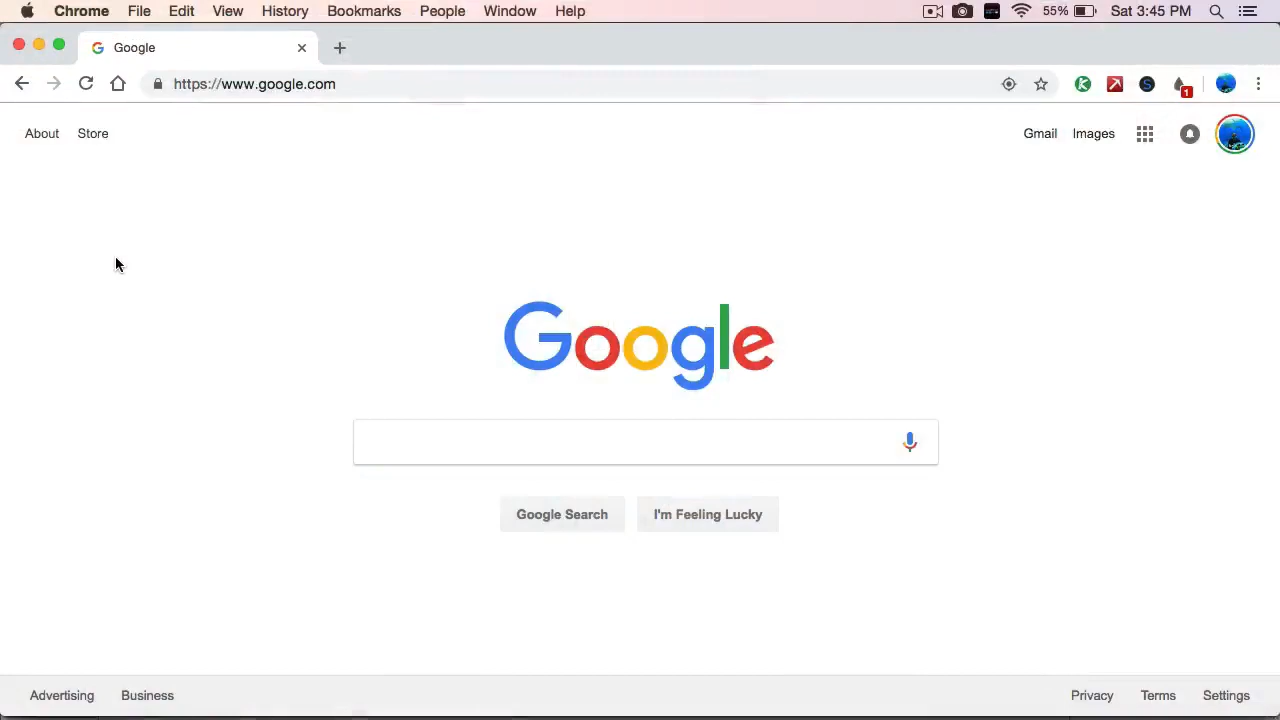 Chrome File Edit View History Bookmarks People Window Help 55% Sat 3:45 PM
Google
https://www.google.com
1
About Store Gmail Images
Google
Google Search I'm Feeling Lucky
Advertising Business Privacy Terms Settings